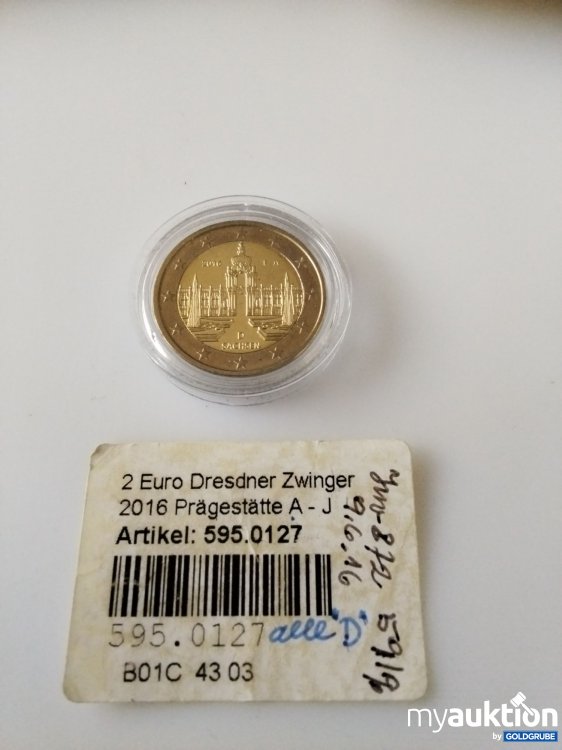 2016
D
SACHSEN
2 Euro Dresdner Zwinger
2016 Prägestätte A - J
Artikel: 595.0127
595.0127 alle "D"
B01C 43 03
9.6.16
myauktion
by GOLDGRUBE